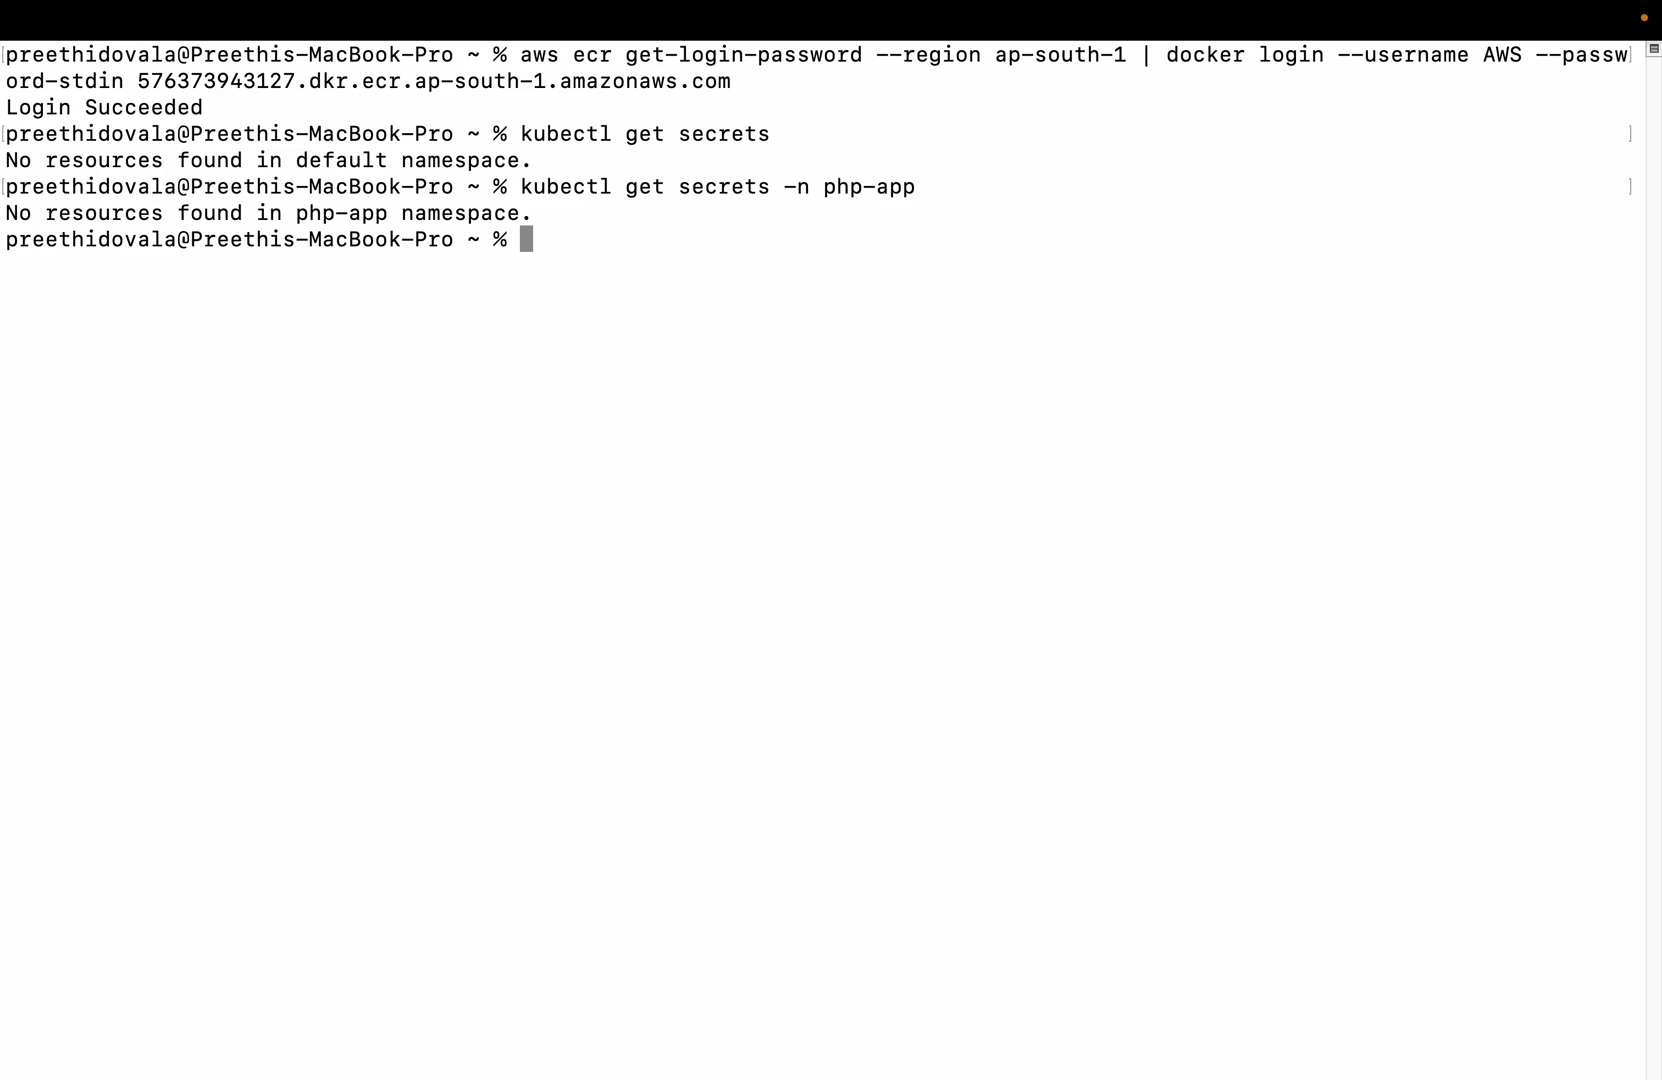 [preethidovala@Preethis-MacBook-Pro ~ % aws ecr get-login-password --region ap-south-1 | docker login --username AWS --passw]
ord-stdin 576373943127.dkr.ecr.ap-south-1.amazonaws.com
Login Succeeded
[preethidovala@Preethis-MacBook-Pro ~ % kubectl get secrets ]
No resources found in default namespace.
[preethidovala@Preethis-MacBook-Pro ~ % kubectl get secrets -n php-app ]
No resources found in php-app namespace.
preethidovala@Preethis-MacBook-Pro ~ %